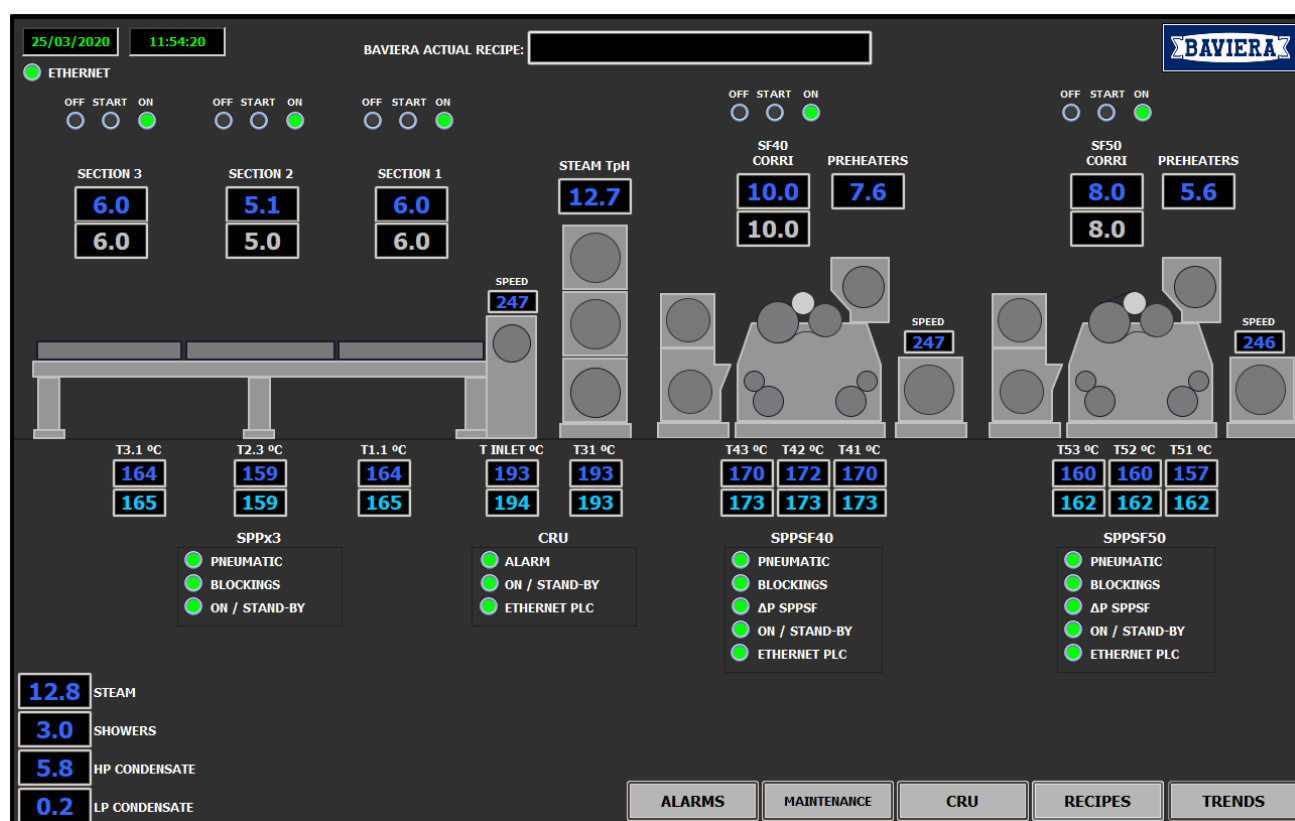 25/03/2020 11:54:20
BAVIERA ACTUAL RECIPE:
BAVIERA
ETHERNET
OFF START ON OFF START ON OFF START ON OFF START ON OFF START ON
SECTION 3 SECTION 2 SECTION 1 STEAM TpH SF40 CORRI PREHEATERS SF50 CORRI PREHEATERS
6.0 5.1 6.0 12.7 10.0 7.6 8.0 5.6
6.0 5.0 6.0 10.0 8.0
SPEED SPEED SPEED
247 247 246
T3.1 ºC T2.3 ºC T1.1 ºC T INLET ºC T31 ºC T43 ºC T42 ºC T41 ºC T53 ºC T52 ºC T51 ºC
164 159 164 193 193 170 172 170 160 160 157
165 159 165 194 193 173 173 173 162 162 162
SPPx3 CRU SPPSF40 SPPSF50
PNEUMATIC ALARM PNEUMATIC PNEUMATIC
BLOCKINGS ON / STAND-BY BLOCKINGS BLOCKINGS
ON / STAND-BY ETHERNET PLC ΔP SPPSF ΔP SPPSF
ON / STAND-BY ON / STAND-BY
ETHERNET PLC ETHERNET PLC
12.8 STEAM
3.0 SHOWERS
5.8 HP CONDENSATE
0.2 LP CONDENSATE
ALARMS MAINTENANCE CRU RECIPES TRENDS